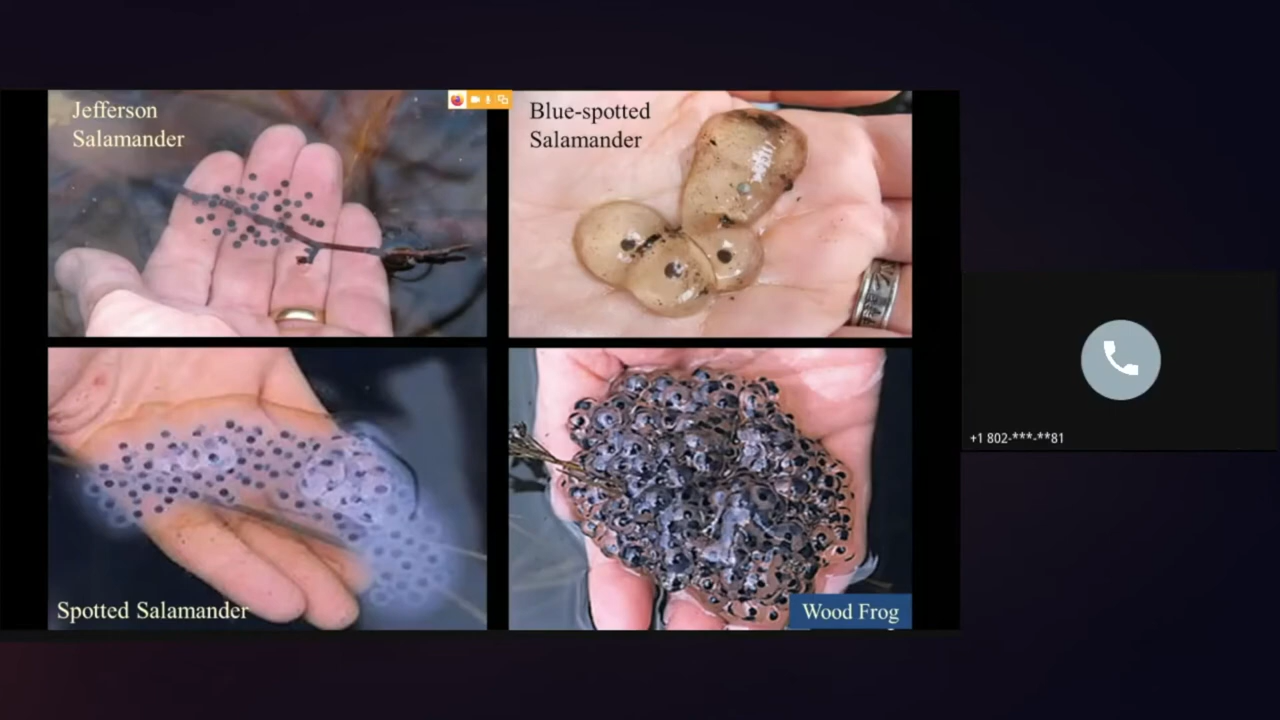 Jefferson
Salamander
Blue-spotted
Salamander
+1 802-***-**81
Spotted Salamander
Wood Frog